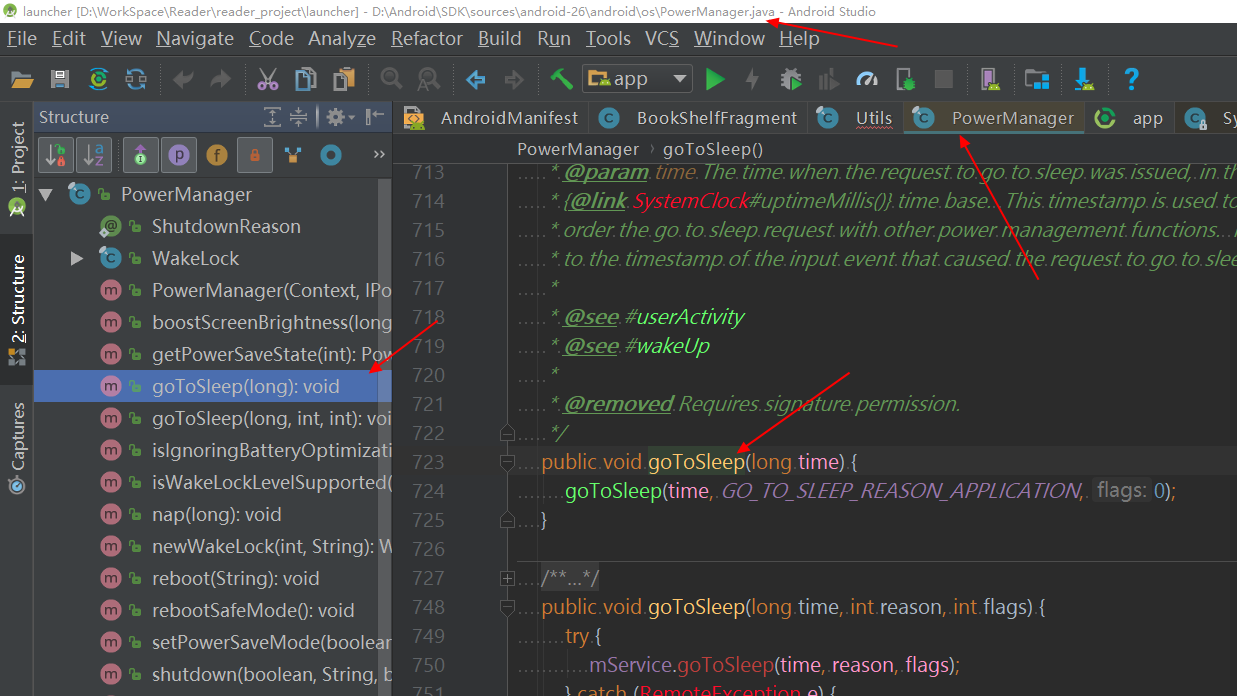 launcher [D:\WorkSpace\Reader\reader_project\launcher] - D:\Android\SDK\sources\android-26\android\os\PowerManager.java - Android Studio
File Edit View Navigate Code Analyze Refactor Build Run Tools VCS Window Help
app
Structure
AndroidManifest BookShelfFragment Utils PowerManager app Sy
PowerManager › goToSleep()
1: Project
2: Structure
Captures
PowerManager
ShutdownReason
WakeLock
PowerManager(Context, IPo
boostScreenBrightness(long
getPowerSaveState(int): Pow
goToSleep(long): void
goToSleep(long, int, int): voi
isIgnoringBatteryOptimizati
isWakeLockLevelSupported(
nap(long): void
newWakeLock(int, String): W
reboot(String): void
rebootSafeMode(): void
setPowerSaveMode(boolean
shutdown(boolean, String, b
713 * @param time The time when the request to go to sleep was issued, in th
714 * {@link SystemClock#uptimeMillis()} time base. This timestamp is used to
715 * order the go to sleep request with other power management functions.
716 * to the timestamp of the input event that caused the request to go to slee
717 *
718 * @see #userActivity
719 * @see #wakeUp
720 *
721 * @removed Requires signature permission.
722 */
723 public void goToSleep(long time) {
724 goToSleep(time, GO_TO_SLEEP_REASON_APPLICATION, flags: 0);
725 }
726
727 /**...*/
748 public void goToSleep(long time, int reason, int flags) {
749 try {
750 mService.goToSleep(time, reason, flags);
751 } catch (RemoteException e) {